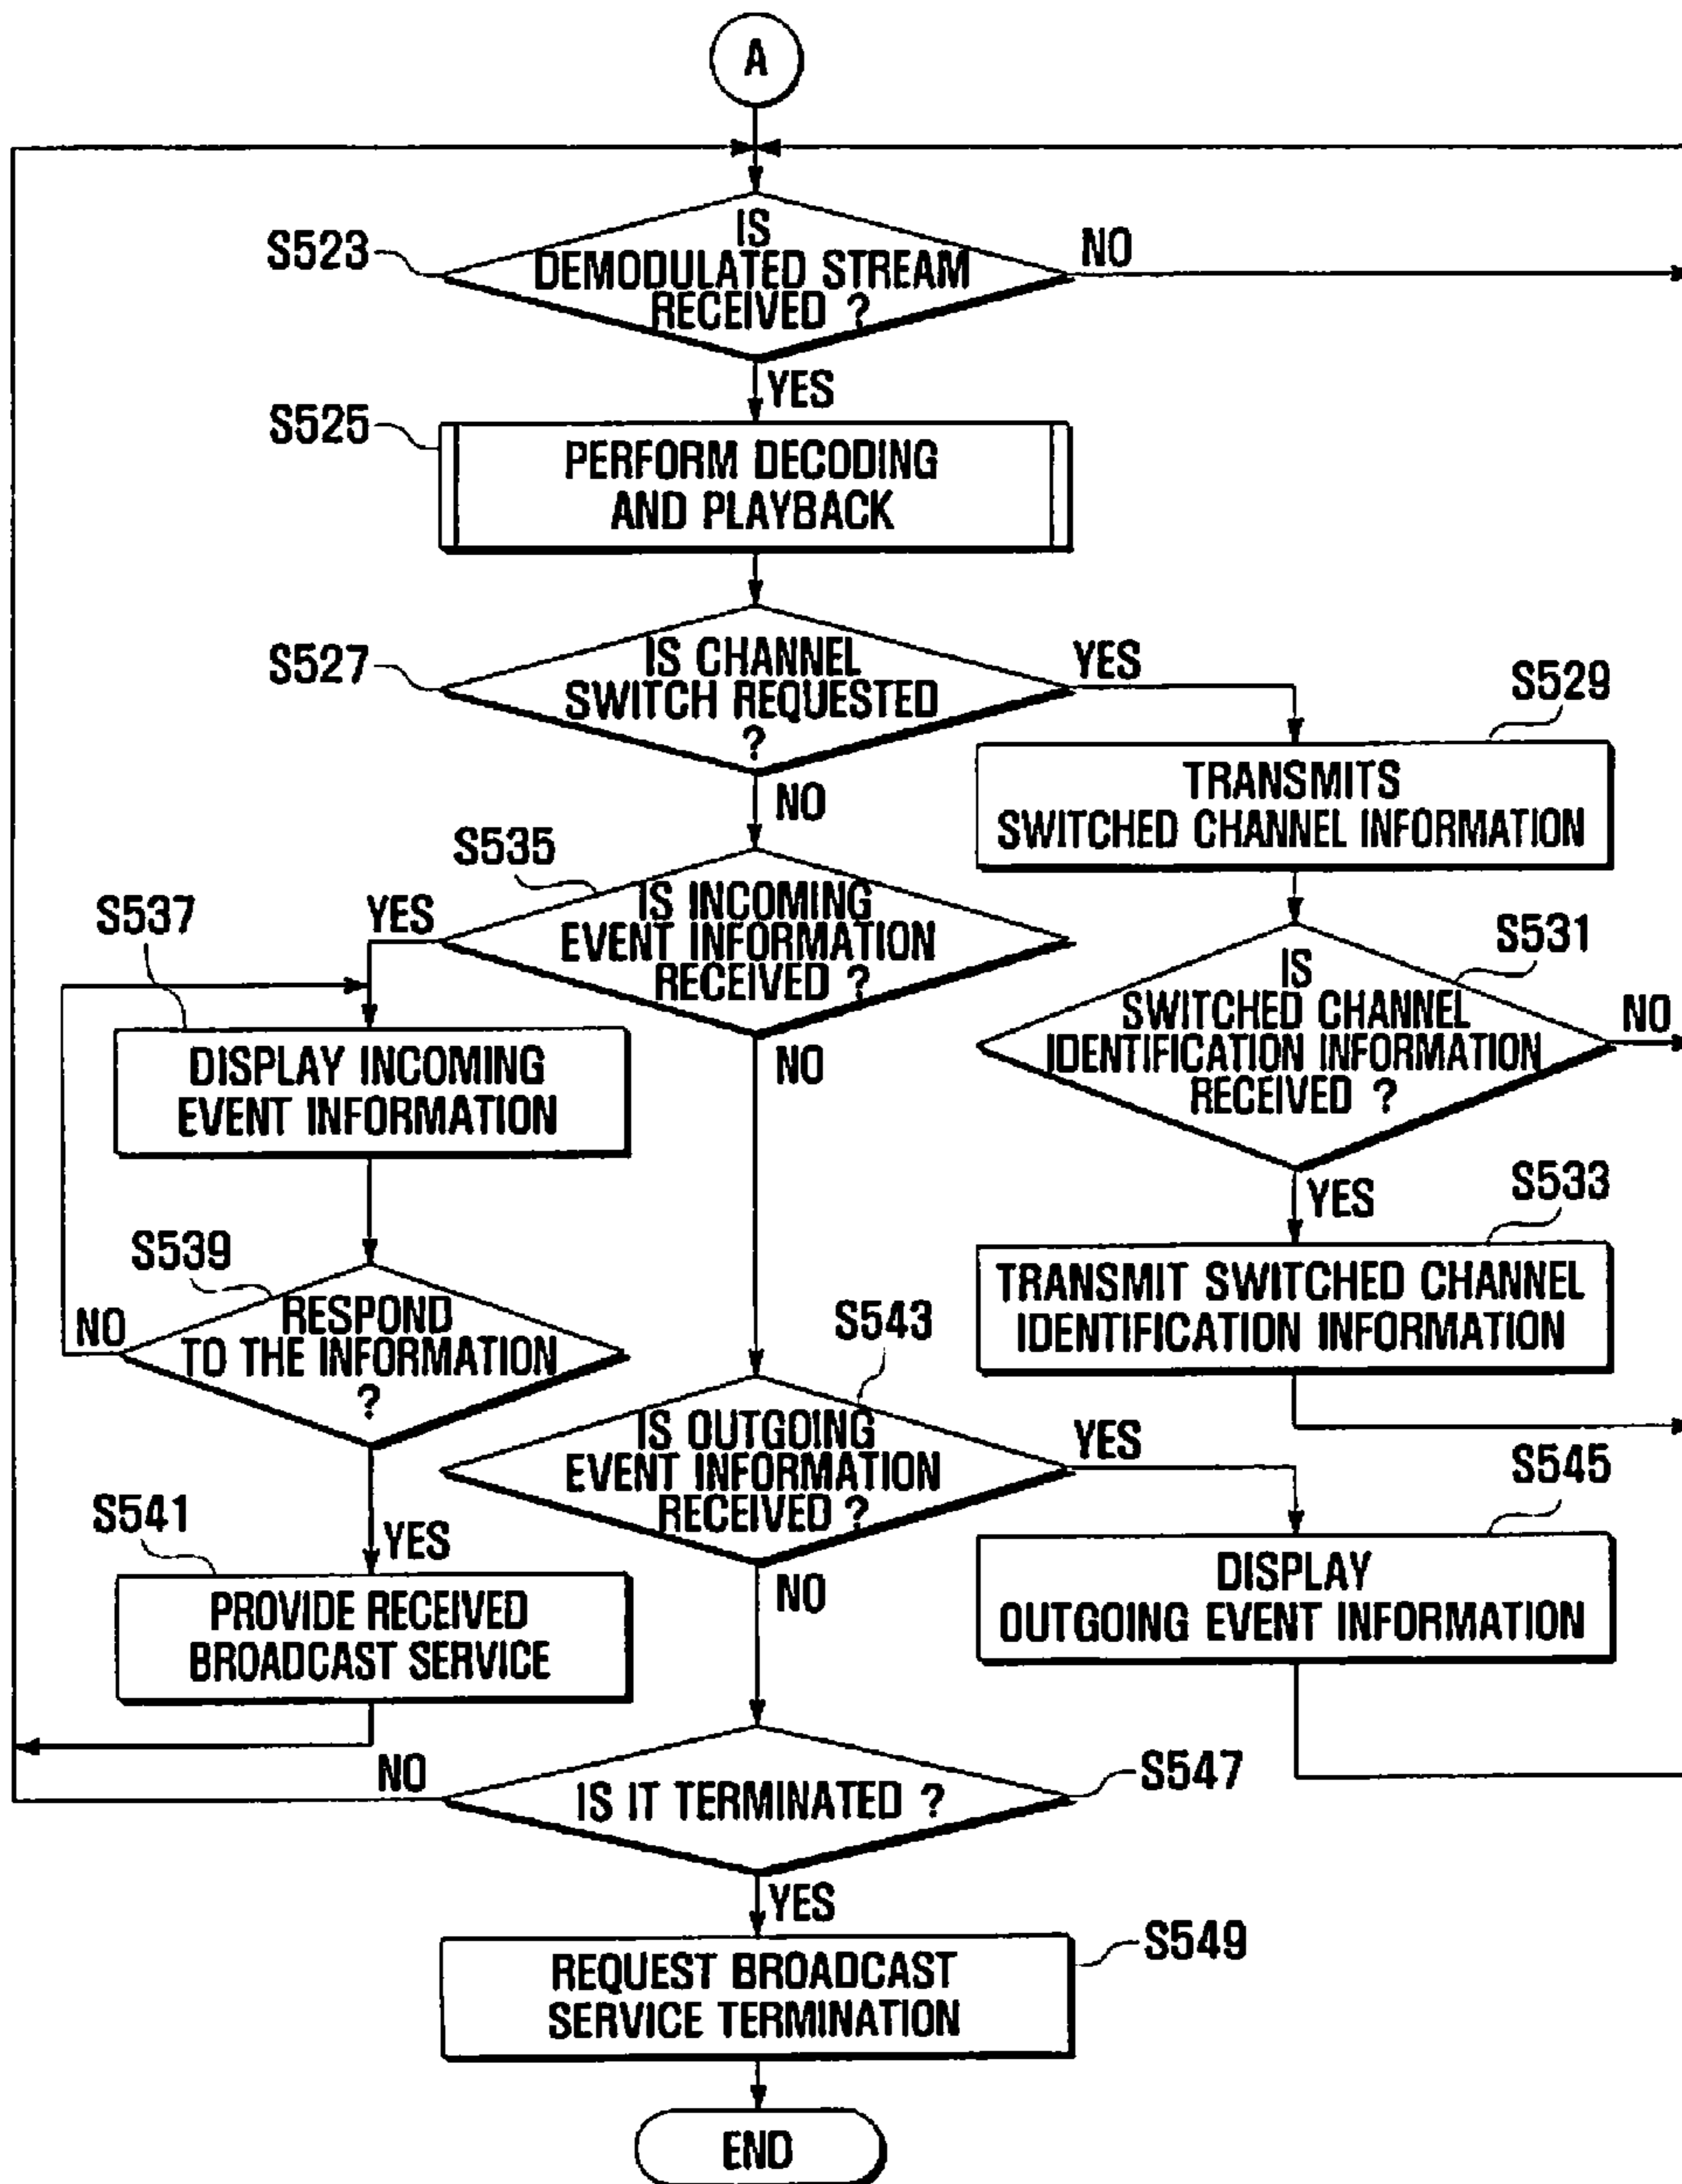 A
S523
IS
DEMODULATED STREAM
RECEIVED ?
NO
YES
S525
PERFORM DECODING
AND PLAYBACK
S527
IS CHANNEL
SWITCH REQUESTED
?
YES
NO
S529
TRANSMITS
SWITCHED CHANNEL INFORMATION
S535
IS INCOMING
EVENT INFORMATION
RECEIVED ?
YES
NO
S537
DISPLAY INCOMING
EVENT INFORMATION
S531
IS
SWITCHED CHANNEL
IDENTIFICATION INFORMATION
RECEIVED ?
NO
YES
S533
TRANSMIT SWITCHED CHANNEL
IDENTIFICATION INFORMATION
S539
RESPOND
TO THE INFORMATION
?
NO
YES
S541
PROVIDE RECEIVED
BROADCAST SERVICE
S543
IS OUTGOING
EVENT INFORMATION
RECEIVED ?
YES
NO
S545
DISPLAY
OUTGOING EVENT INFORMATION
S547
IS IT TERMINATED ?
NO
YES
S549
REQUEST BROADCAST
SERVICE TERMINATION
END